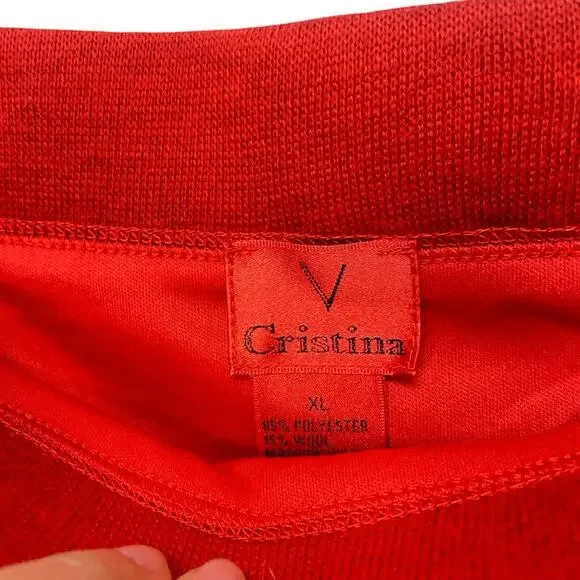 V
Cristina
XL
85% POLYESTER
15% WOOL